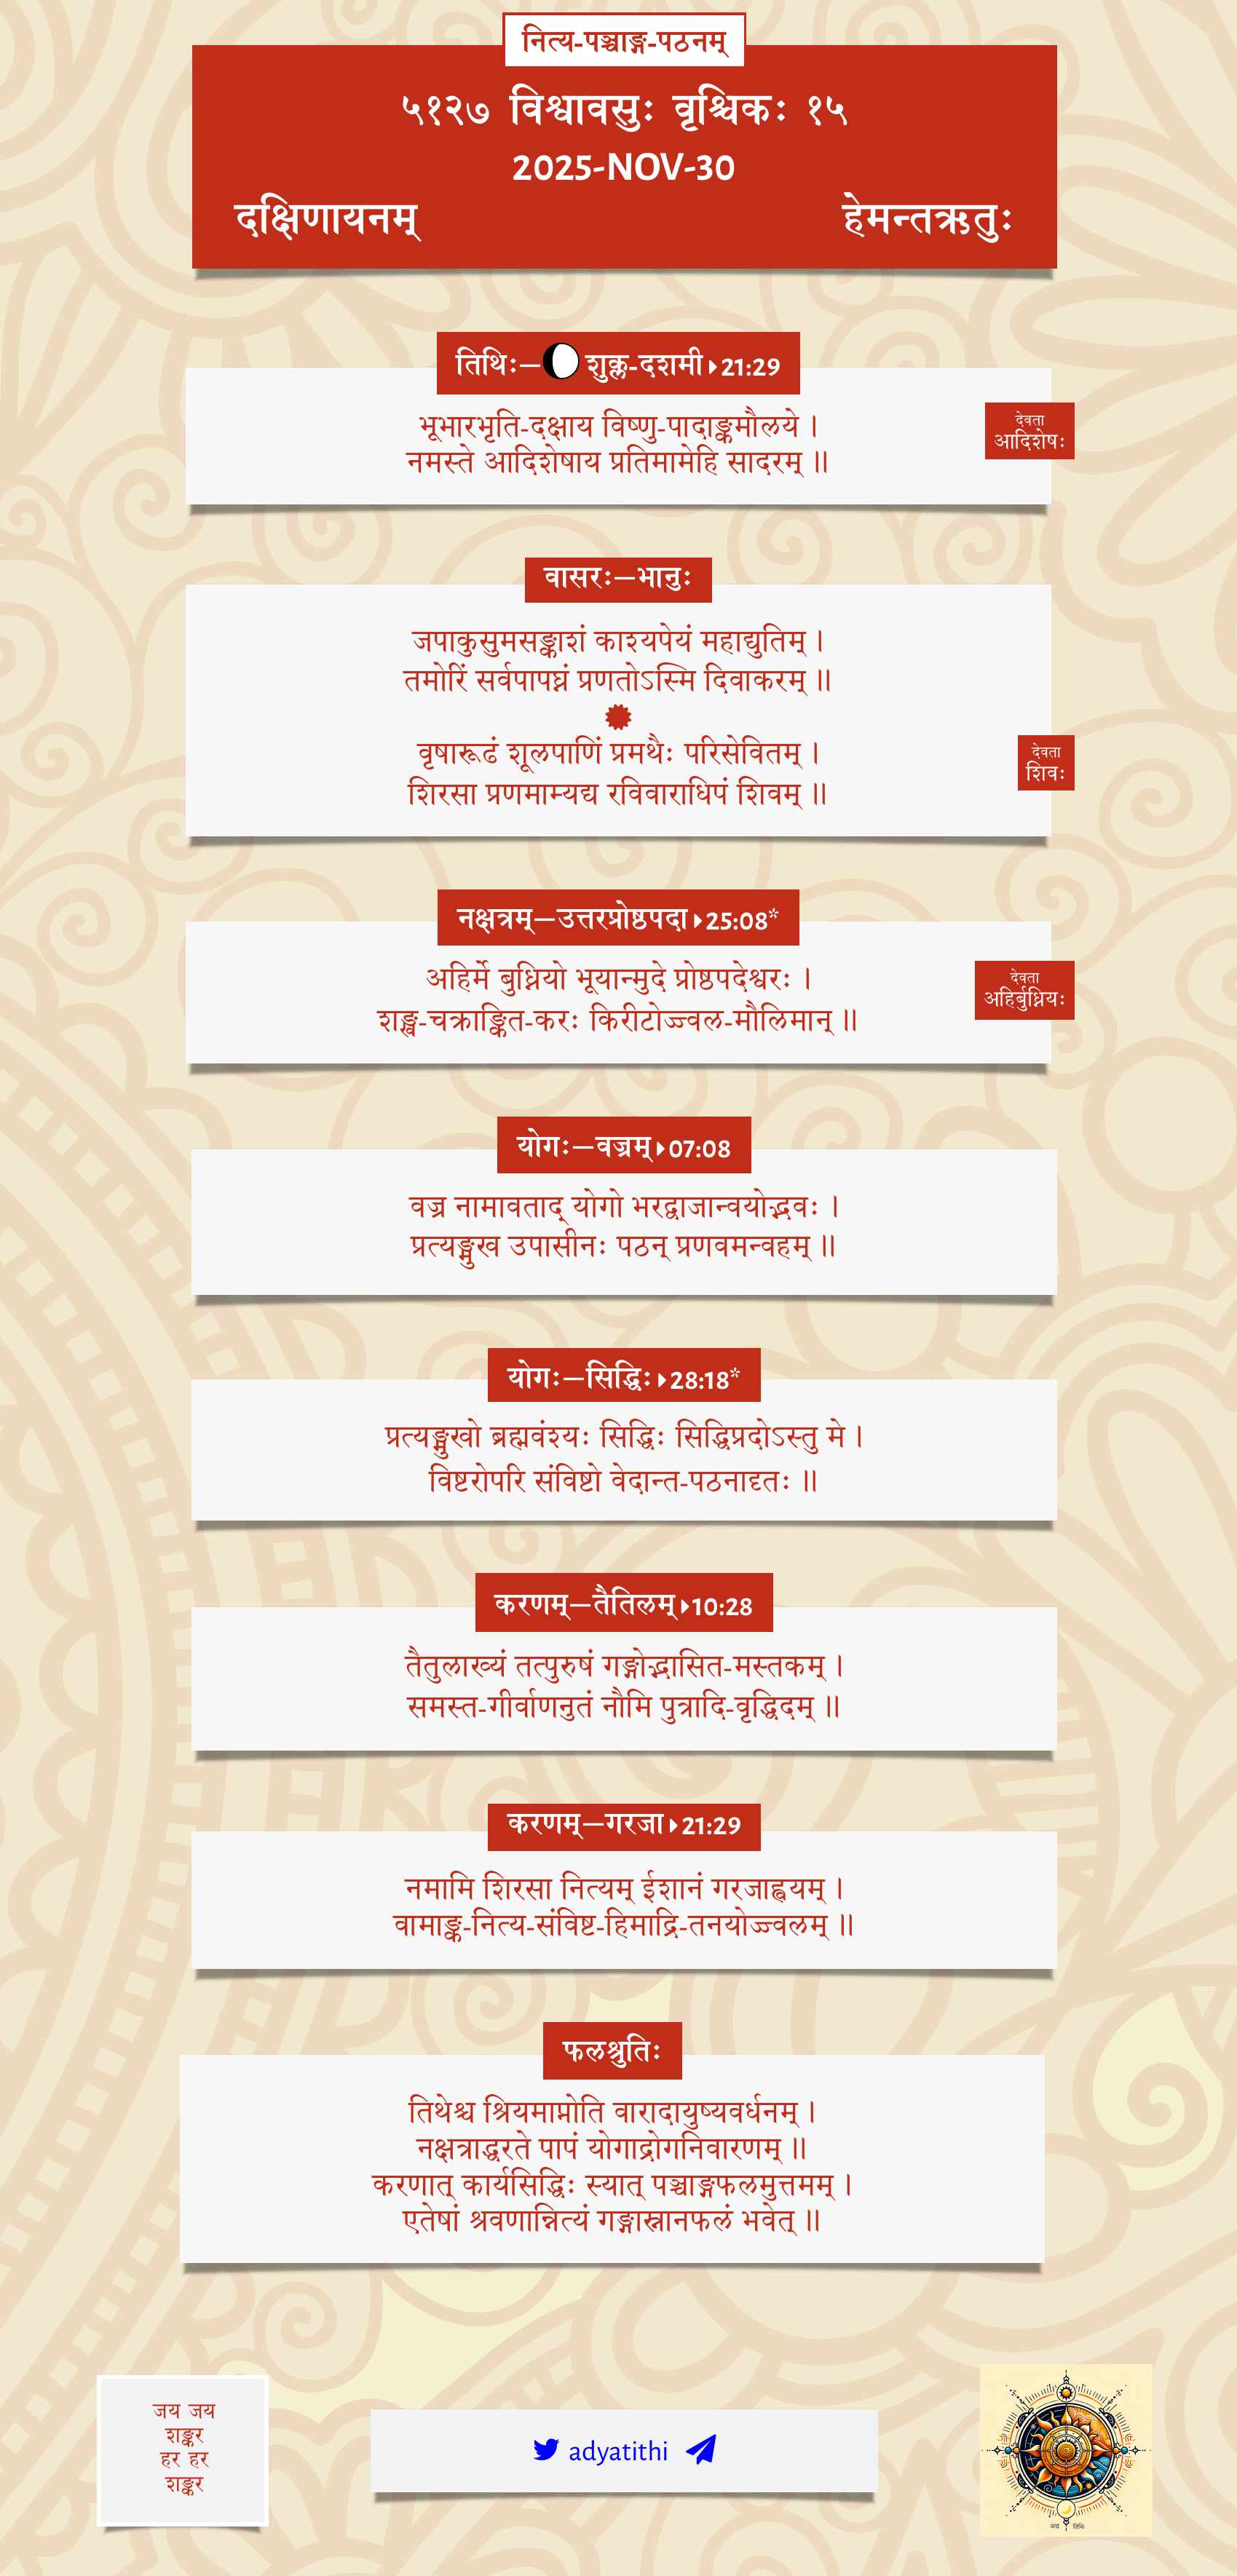 नित्य-पञ्चाङ्ग-पठनम्
५१२७ विश्वावसुः वृश्चिकः १५
2025-NOV-30
दक्षिणायनम् हेमन्तऋतुः
तिथिः—शुक्ल-दशमी 21:29
भूभारभृति-दक्षाय विष्णु-पादाङ्कमौलये ।
नमस्ते आदिशेषाय प्रतिमामेहि सादरम् ॥
देवता
आदिशेषः
वासरः—भानुः
जपाकुसुमसङ्काशं काश्यपेयं महाद्युतिम् ।
तमोरिं सर्वपापघ्नं प्रणतोऽस्मि दिवाकरम् ॥
वृषारूढं शूलपाणिं प्रमथैः परिसेवितम् ।
शिरसा प्रणमाम्यद्य रविवाराधिपं शिवम् ॥
देवता
शिवः
नक्षत्रम्—उत्तरप्रोष्ठपदा 25:08*
अहिर्मे बुध्नियो भूयान्मुदे प्रोष्ठपदेश्वरः ।
शङ्ख-चक्राङ्कित-करः किरीटोज्ज्वल-मौलिमान् ॥
देवता
अहिर्बुध्नियः
योगः—वज्रम् 07:08
वज्र नामावताद् योगो भरद्वाजान्वयोद्भवः ।
प्रत्यङ्मुख उपासीनः पठन् प्रणवमन्वहम् ॥
योगः—सिद्धिः 28:18*
प्रत्यङ्मुखो ब्रह्मवंश्यः सिद्धिः सिद्धिप्रदोऽस्तु मे ।
विष्टरोपरि संविष्टो वेदान्त-पठनादृतः ॥
करणम्—तैतिलम् 10:28
तैतुलाख्यं तत्पुरुषं गङ्गोद्भासित-मस्तकम् ।
समस्त-गीर्वाणनुतं नौमि पुत्रादि-वृद्धिदम् ॥
करणम्—गरजा 21:29
नमामि शिरसा नित्यम् ईशानं गरजाह्वयम् ।
वामाङ्क-नित्य-संविष्ट-हिमाद्रि-तनयोज्ज्वलम् ॥
फलश्रुतिः
तिथेश्च श्रियमाप्नोति वारादायुष्यवर्धनम् ।
नक्षत्राद्धरते पापं योगाद्रोगनिवारणम् ॥
करणात् कार्यसिद्धिः स्यात् पञ्चाङ्गफलमुत्तमम् ।
एतेषां श्रवणान्नित्यं गङ्गास्नानफलं भवेत् ॥
जय जय
शङ्कर
हर हर
शङ्कर
adyatithi
अद्य तिथिः